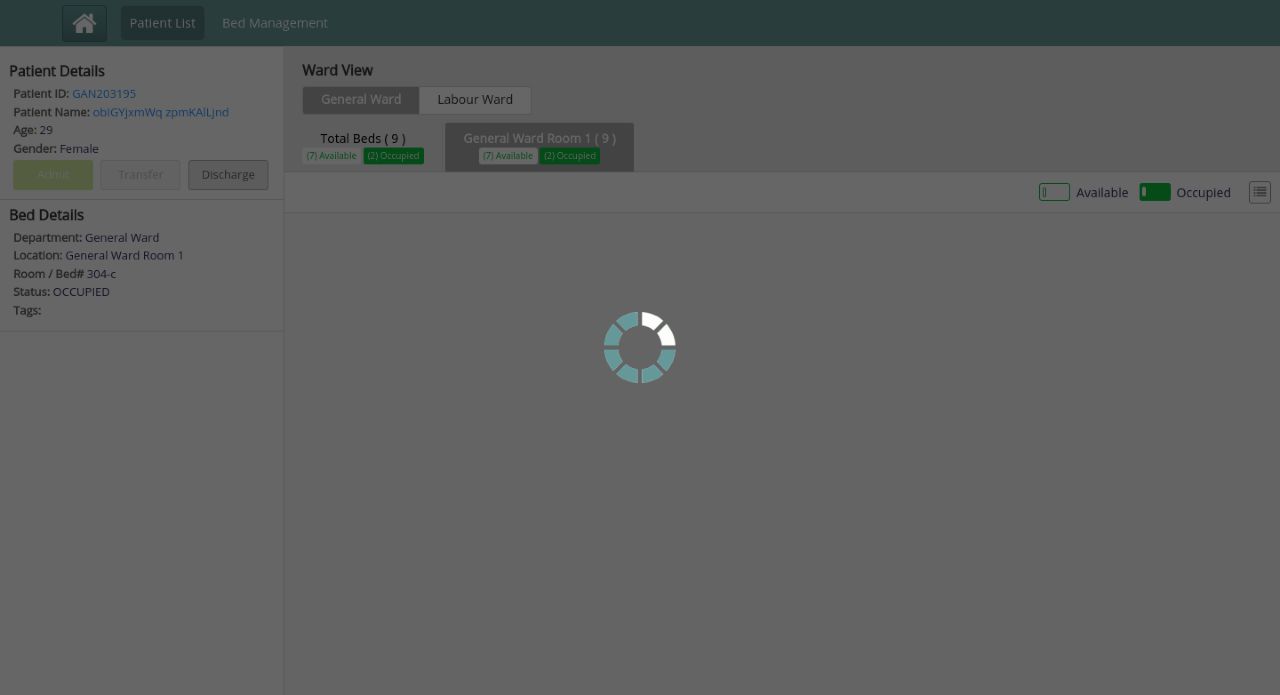 Patient List
Bed Management
Patient Details
Patient ID: GAN203195
Patient Name: obiGYjxmWq zpmKAlLjnd
Age: 29
Gender: Female
Admit Transfer Discharge
Bed Details
Department: General Ward
Location: General Ward Room 1
Room / Bed# 304-c
Status: OCCUPIED
Tags:
Ward View
General Ward Labour Ward
Total Beds ( 9 )
(7) Available (2) Occupied
General Ward Room 1 ( 9 )
(7) Available (2) Occupied
Available Occupied